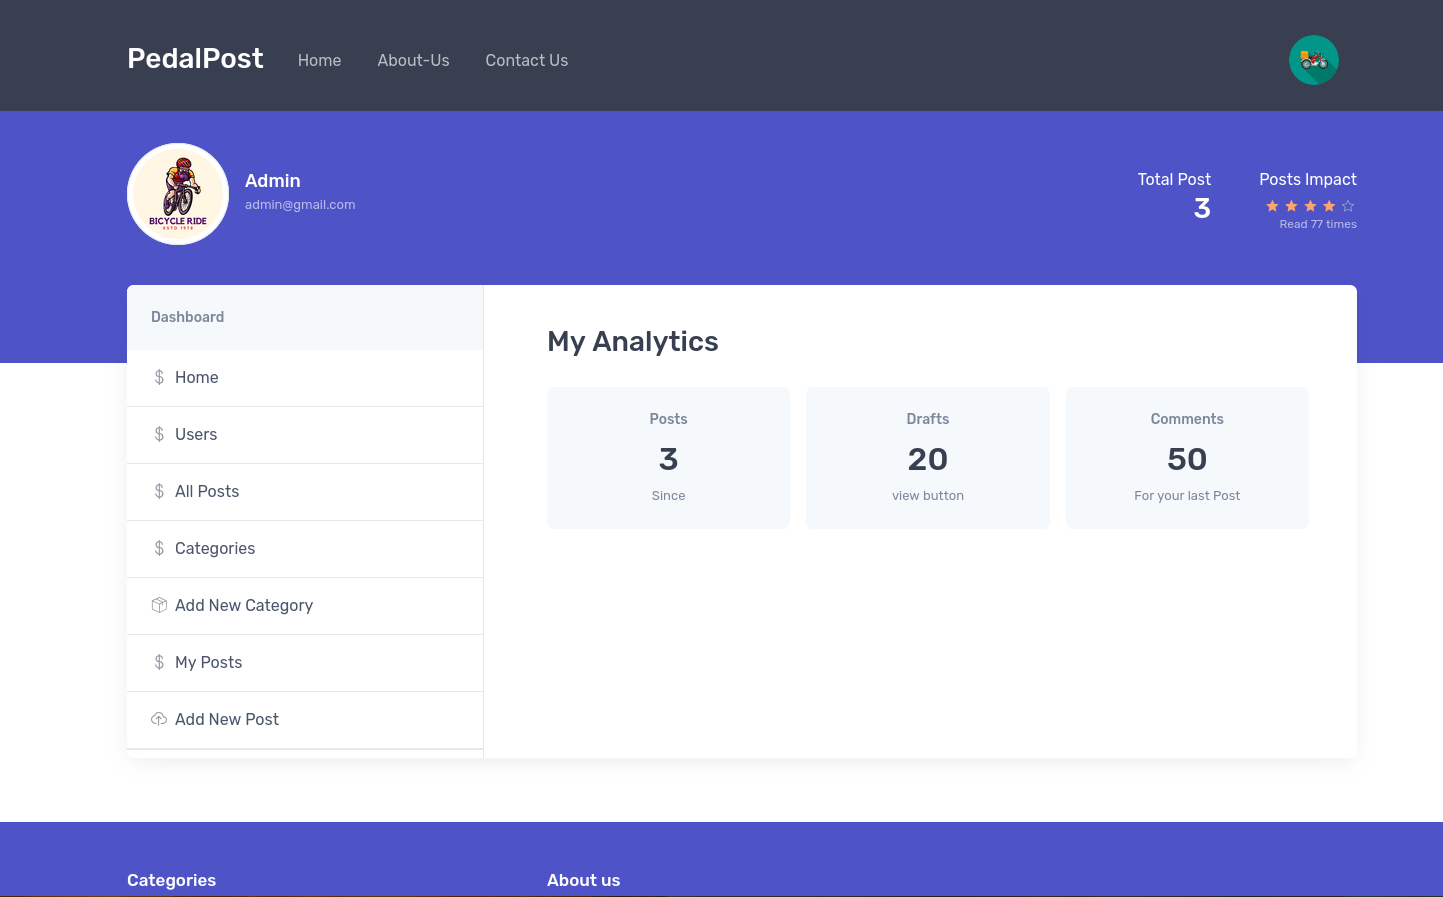 PedalPost
Home
About-Us
Contact Us
BICYCLE RIDE
ESTD 1978
Admin
admin@gmail.com
Total Post
3
Posts Impact
Read 77 times
Dashboard
$ Home
$ Users
$ All Posts
$ Categories
Add New Category
$ My Posts
Add New Post
My Analytics
Posts
3
Since
Drafts
20
view button
Comments
50
For your last Post
Categories
About us